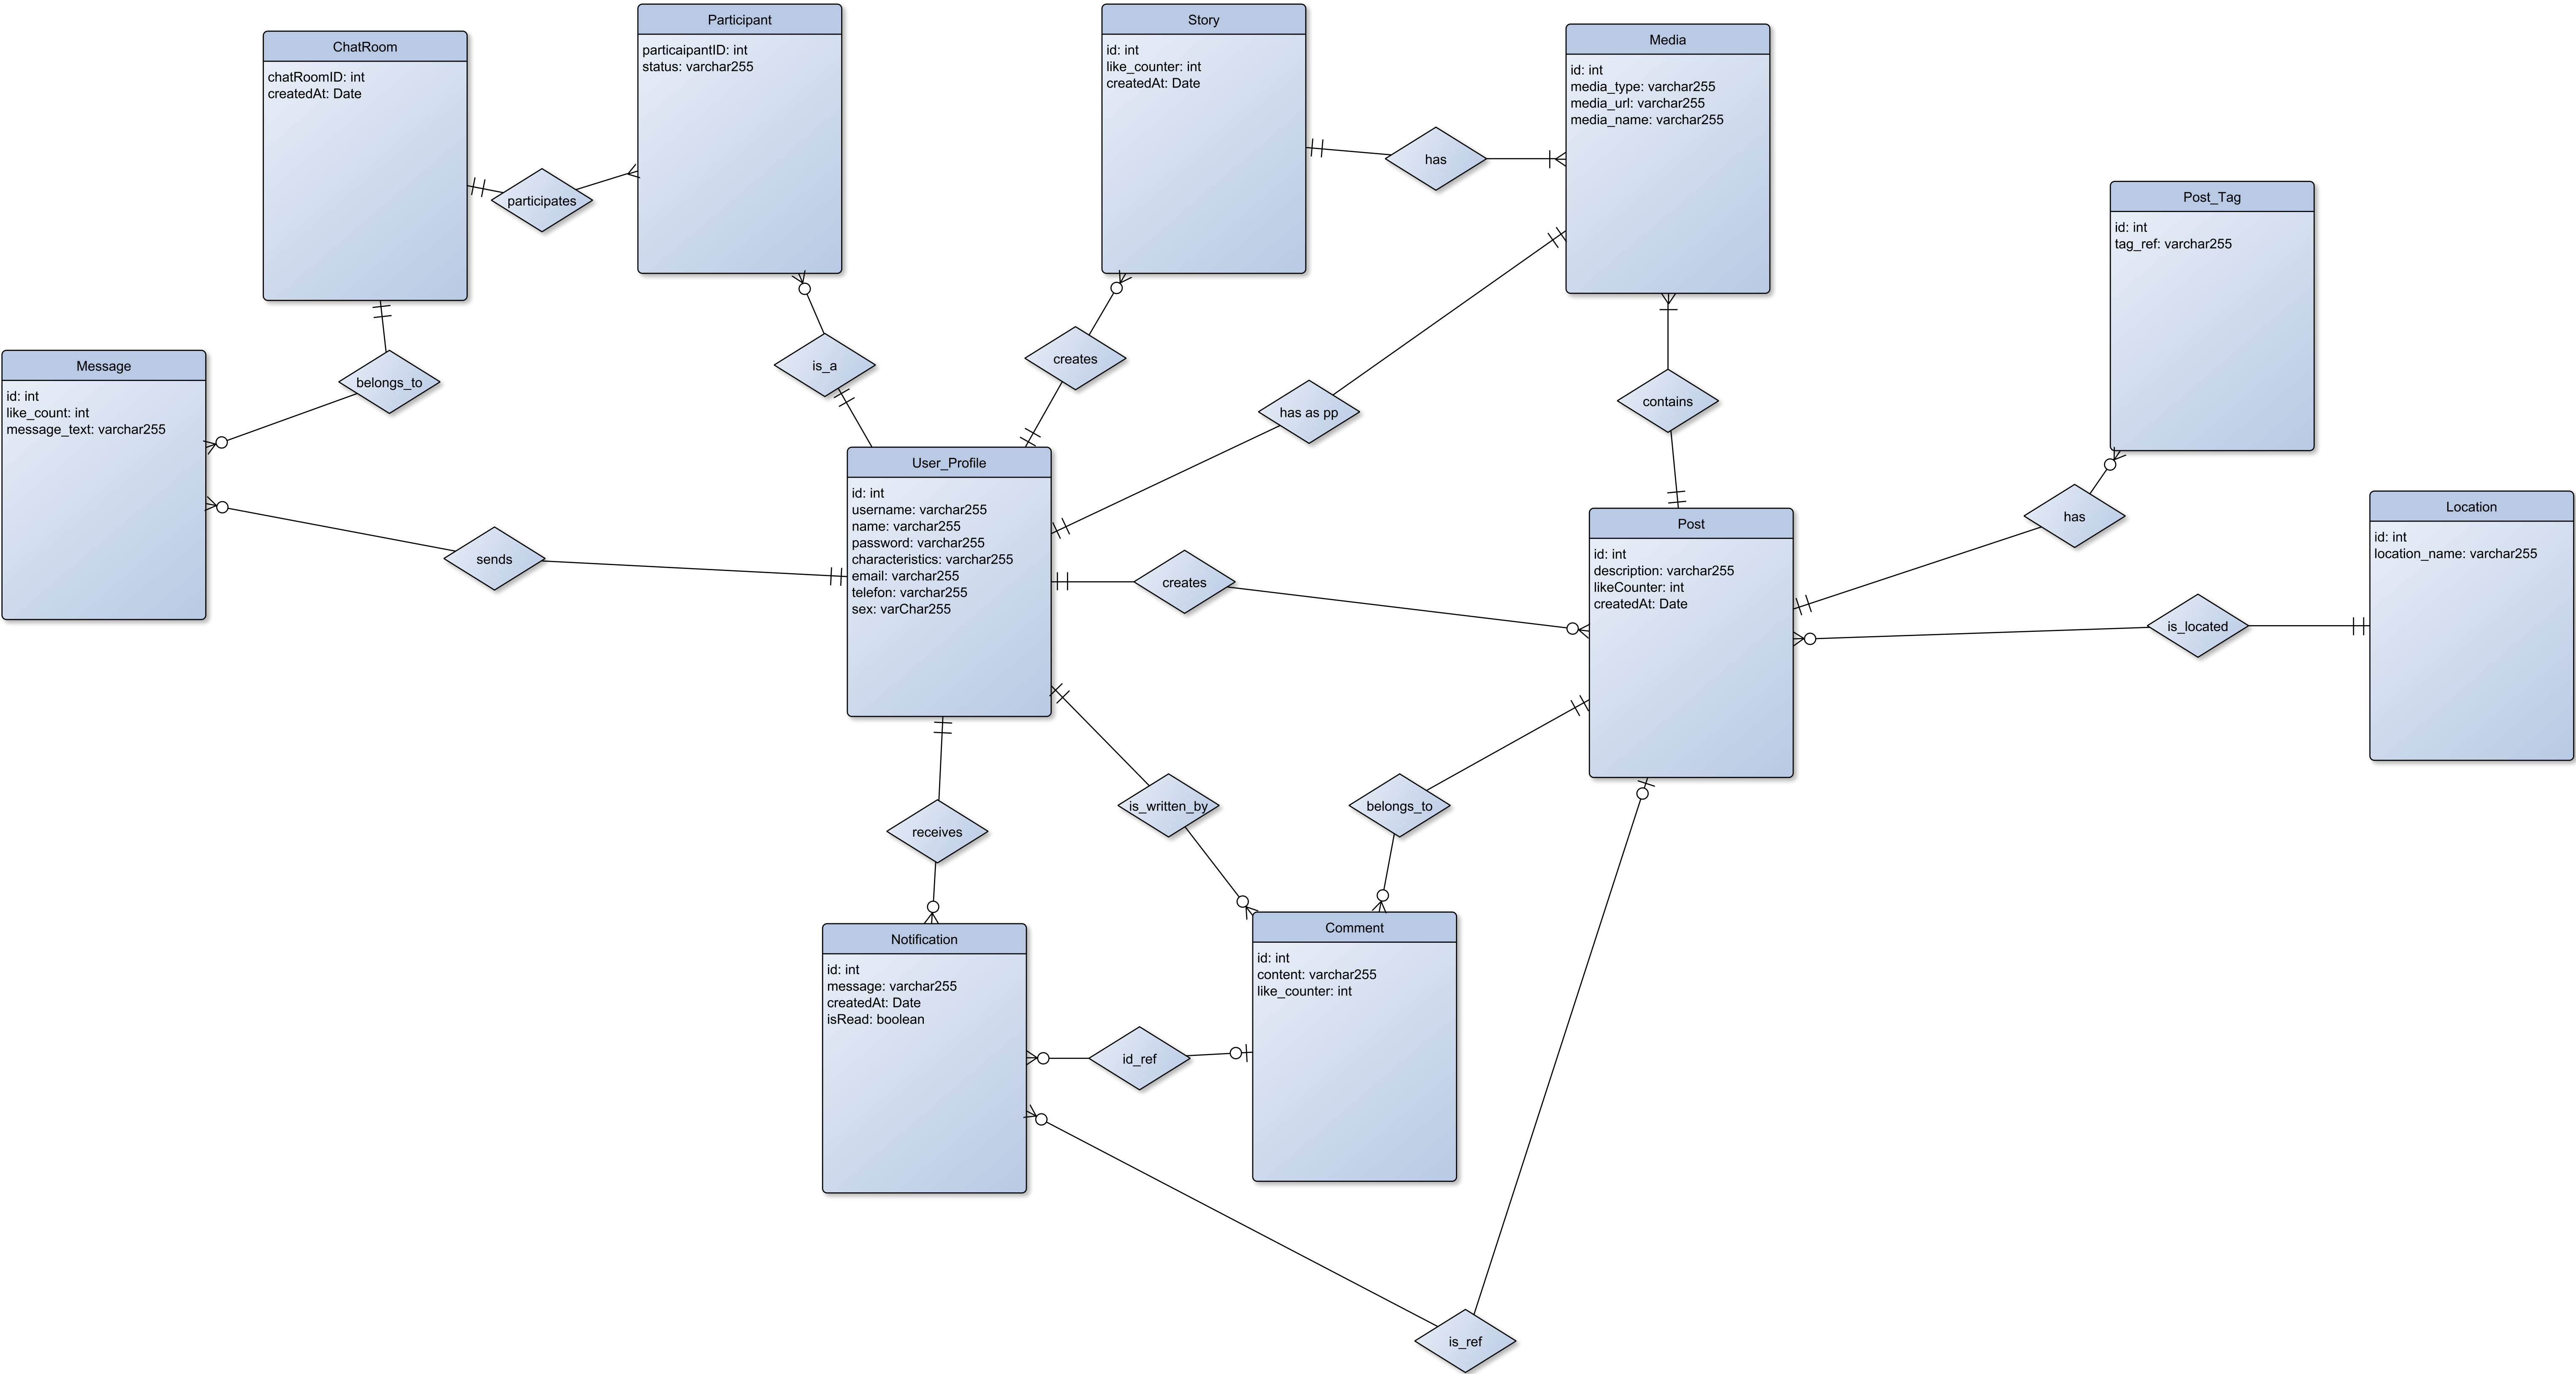 Participant
particaipantID: int
status: varchar255
Story
id: int
like_counter: int
createdAt: Date
Media
id: int
media_type: varchar255
media_url: varchar255
media_name: varchar255
ChatRoom
chatRoomID: int
createdAt: Date
participates
has
Post_Tag
id: int
tag_ref: varchar255
Message
id: int
like_count: int
message_text: varchar255
belongs_to
is_a
creates
has as pp
contains
User_Profile
id: int
username: varchar255
name: varchar255
password: varchar255
characteristics: varchar255
email: varchar255
telefon: varchar255
sex: varChar255
sends
creates
Post
id: int
description: varchar255
likeCounter: int
createdAt: Date
has
Location
id: int
location_name: varchar255
is_located
receives
is_written_by
belongs_to
Notification
id: int
message: varchar255
createdAt: Date
isRead: boolean
Comment
id: int
content: varchar255
like_counter: int
id_ref
is_ref